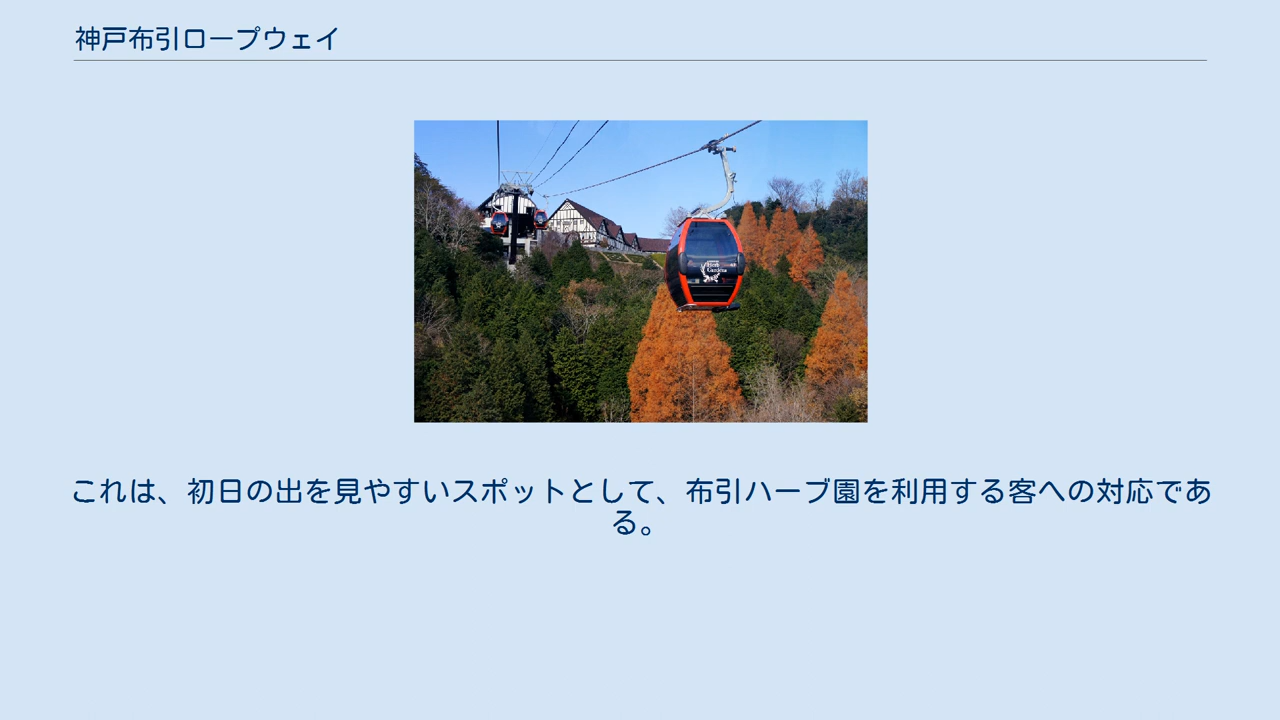 神戸布引ロープウェイ
これは、初日の出を見やすいスポットとして、布引ハーブ園を利用する客への対応であ
る。